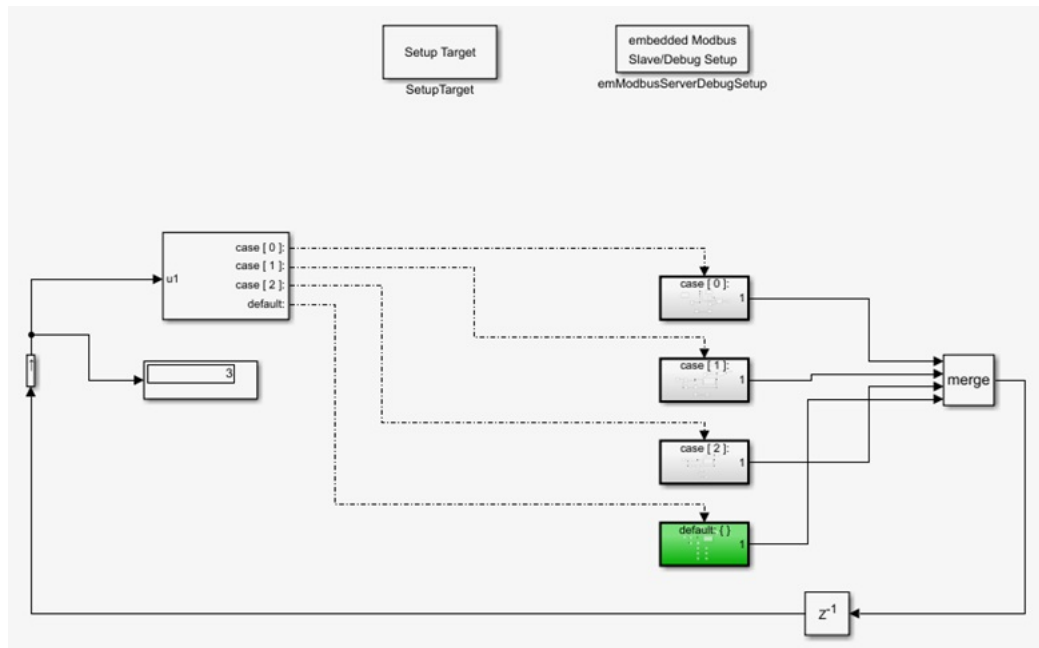 Setup Target
SetupTarget
embedded Modbus
Slave/Debug Setup
emModbusServerDebugSetup
u1
case [ 0 ]:
case [ 1 ]:
case [ 2 ]:
default:
3
case [ 0 ]:
1
case [ 1 ]:
1
case [ 2 ]:
1
default: { }
1
merge
Z-1